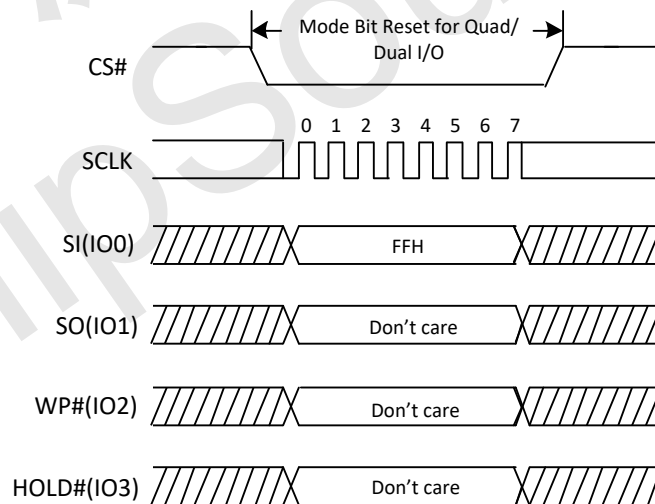 Mode Bit Reset for Quad/
Dual I/O
CS#
0 1 2 3 4 5 6 7
SCLK
SI(IO0)
FFH
SO(IO1)
Don't care
WP#(IO2)
Don't care
HOLD#(IO3)
Don't care